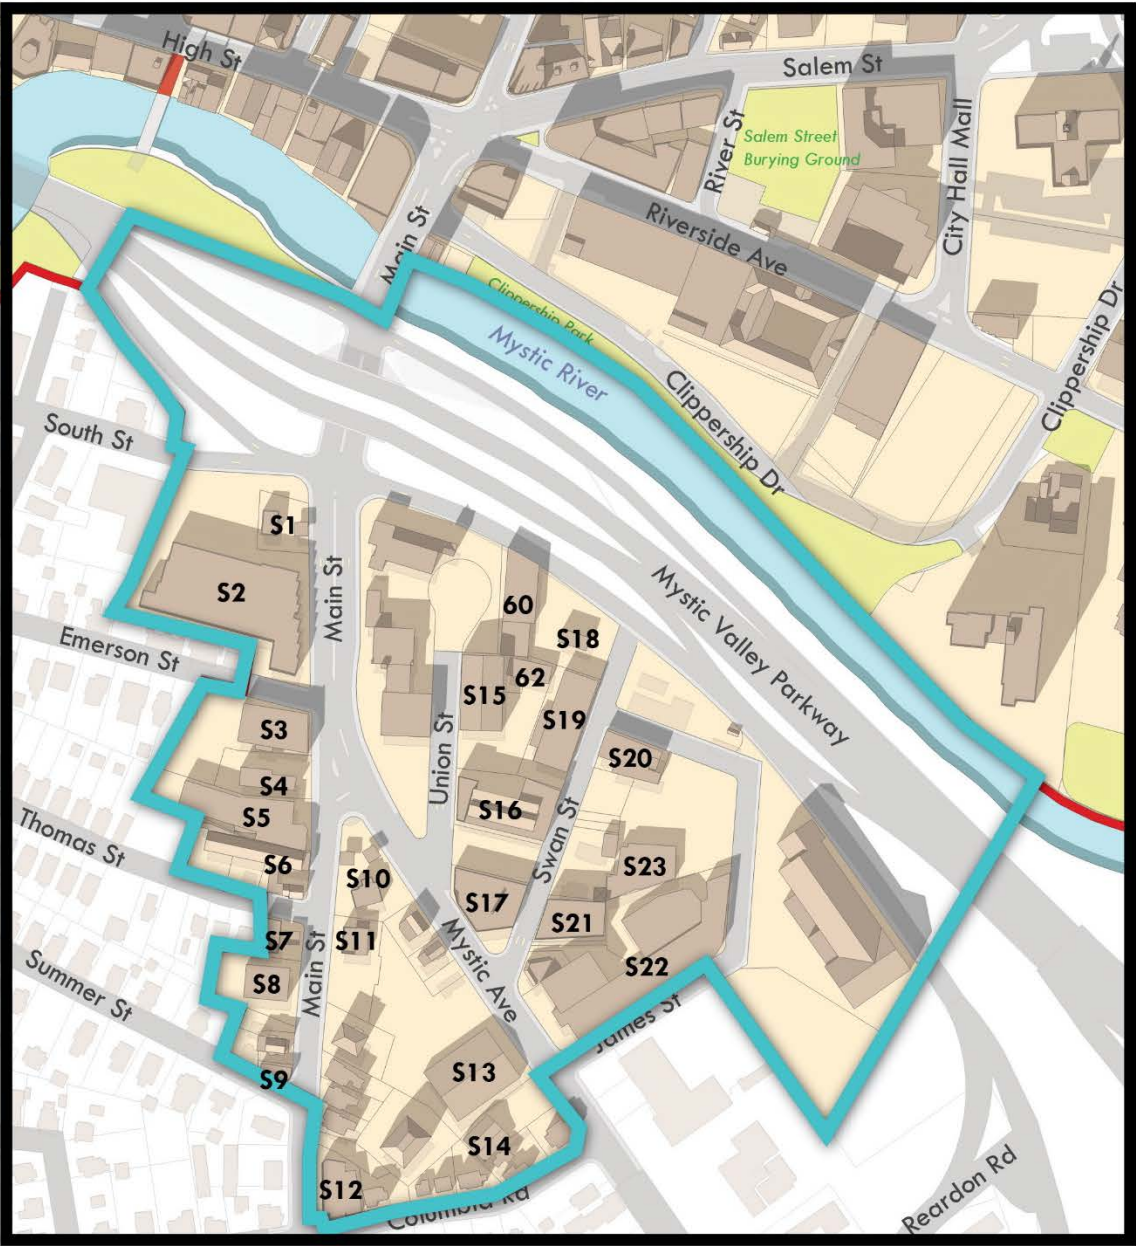 High St
Salem St
River St
Salem Street
Burying Ground
City Hall Mall
Main St
Riverside Ave
Clippership Park
Mystic River
Clippership Dr
Clippership Dr
South St
S1
S2
Main St
Mystic Valley Parkway
60
S18
Emerson St
62
S15
S19
S3
Union St
S20
S4
S16
S5
Thomas St
Swan St
S6
S23
S10
S17
S21
S7
S11
Mystic Ave
S8
Main St
S22
Summer St
James St
S9
S13
S14
S12
Columbia Rd
Reardon Rd